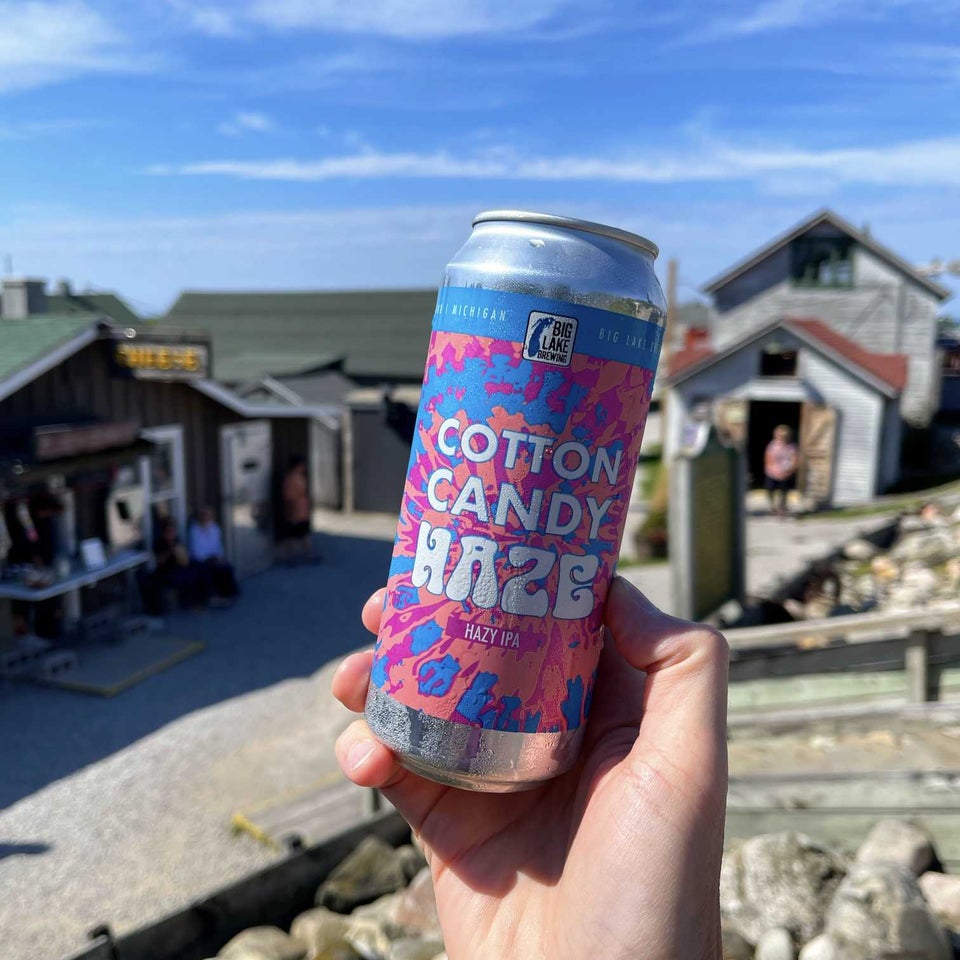 MICHIGAN
BIG
LAKE
BREWING
BIG LAKE
COTTON
CANDY
HAZE
HAZY IPA